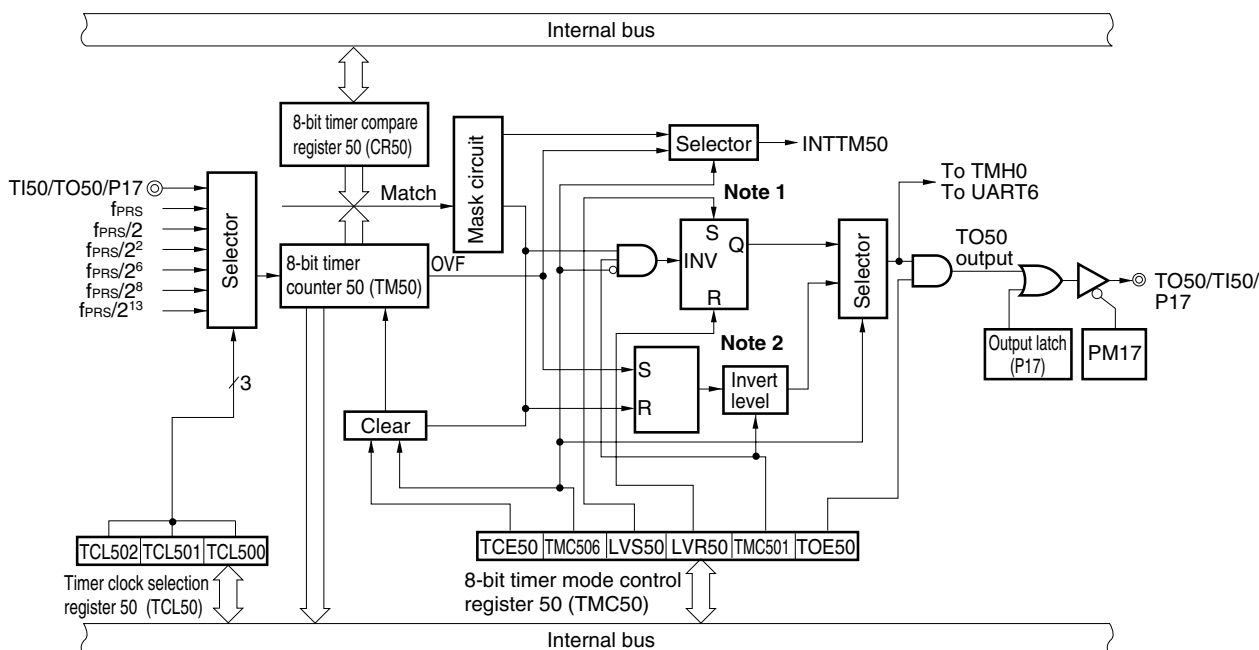 Internal bus
8-bit timer compare
register 50 (CR50)
Mask circuit
Selector
INTTM50
TI50/TO50/P17
fPRS
fPRS/2
fPRS/2²
fPRS/2⁶
fPRS/2⁸
fPRS/2¹³
Selector
Match
8-bit timer
counter 50 (TM50)
OVF
Note 1
S
Q
INV
R
Selector
To TMH0
To UART6
TO50
output
TO50/TI50/
P17
Output latch
(P17)
PM17
Note 2
S
R
Invert
level
3
Clear
TCL502 TCL501 TCL500
Timer clock selection
register 50 (TCL50)
TCE50 TMC506 LVS50 LVR50 TMC501 TOE50
8-bit timer mode control
register 50 (TMC50)
Internal bus